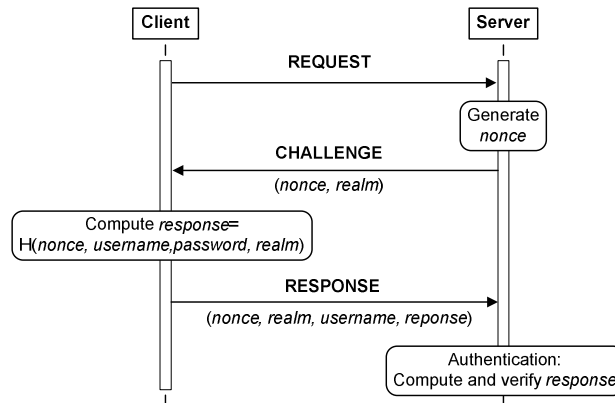 Client
Server
REQUEST
Generate
nonce
CHALLENGE
(nonce, realm)
Compute response=
H(nonce, username,password, realm)
RESPONSE
(nonce, realm, username, reponse)
Authentication:
Compute and verify response